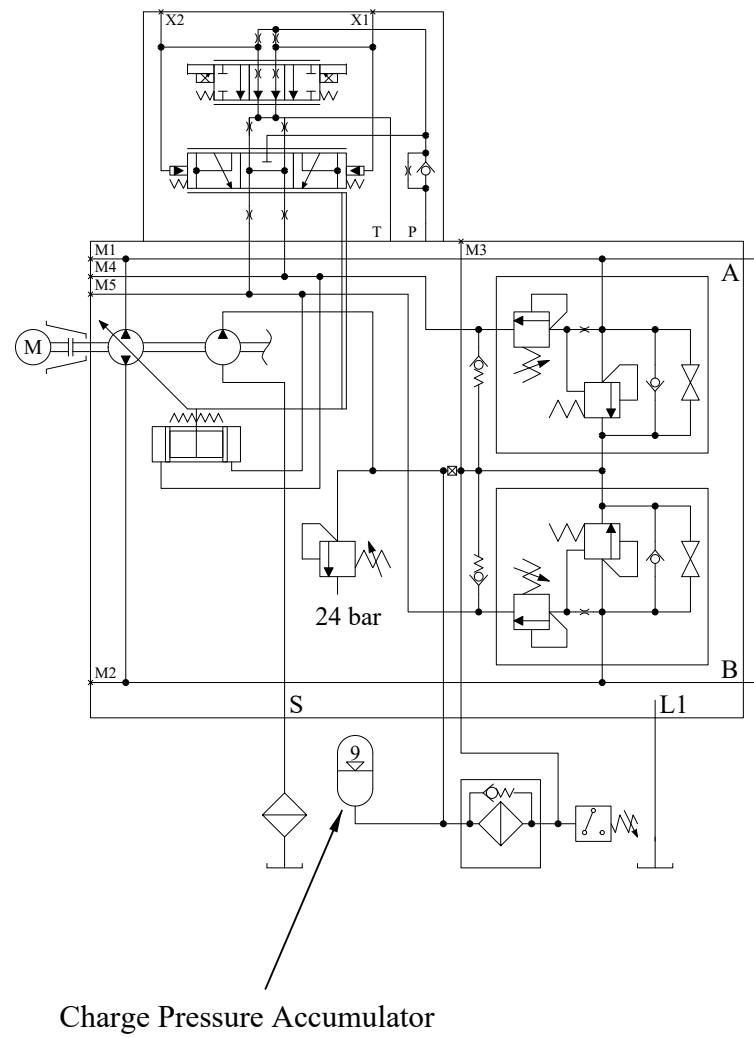 X2 X1
T P
M1 M3
M4 A
M5
M
24 bar
M2 B
S L1
9
Charge Pressure Accumulator